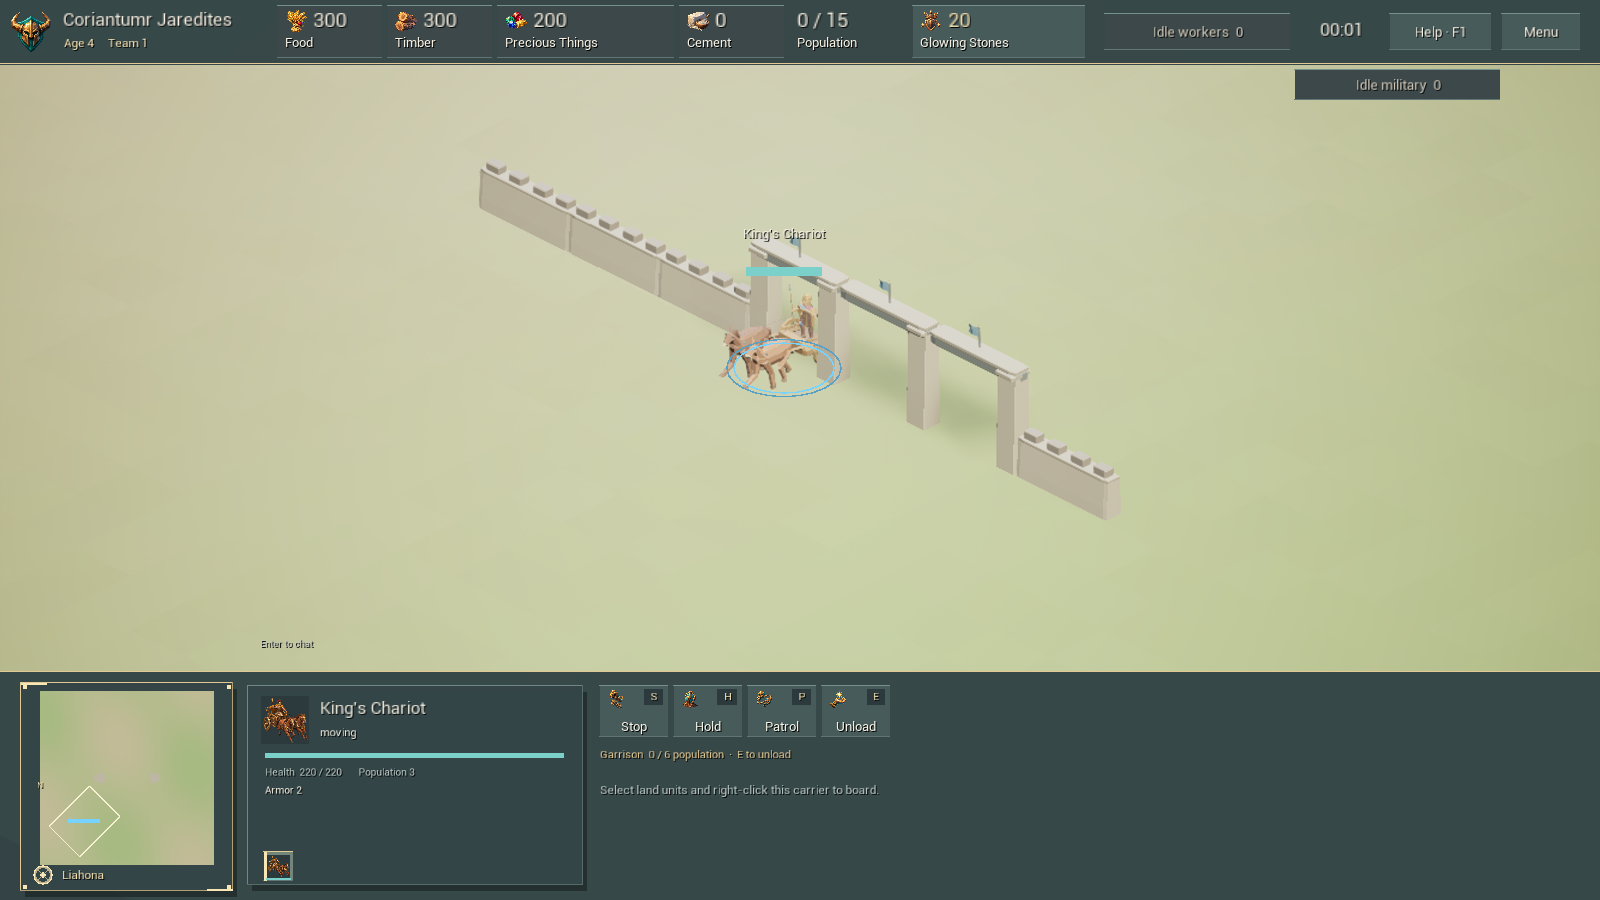 Coriantumr Jaredites
Age 4 Team 1
300
Food
300
Timber
200
Precious Things
0
Cement
0 / 15
Population
20
Glowing Stones
Idle workers 0
00:01
Help · F1
Menu
Idle military 0
King's Chariot
Enter to chat
N
Liahona
King's Chariot
moving
Health 220 / 220 Population 3
Armor 2
S
Stop
H
Hold
P
Patrol
E
Unload
Garrison 0 / 6 population · E to unload
Select land units and right-click this carrier to board.